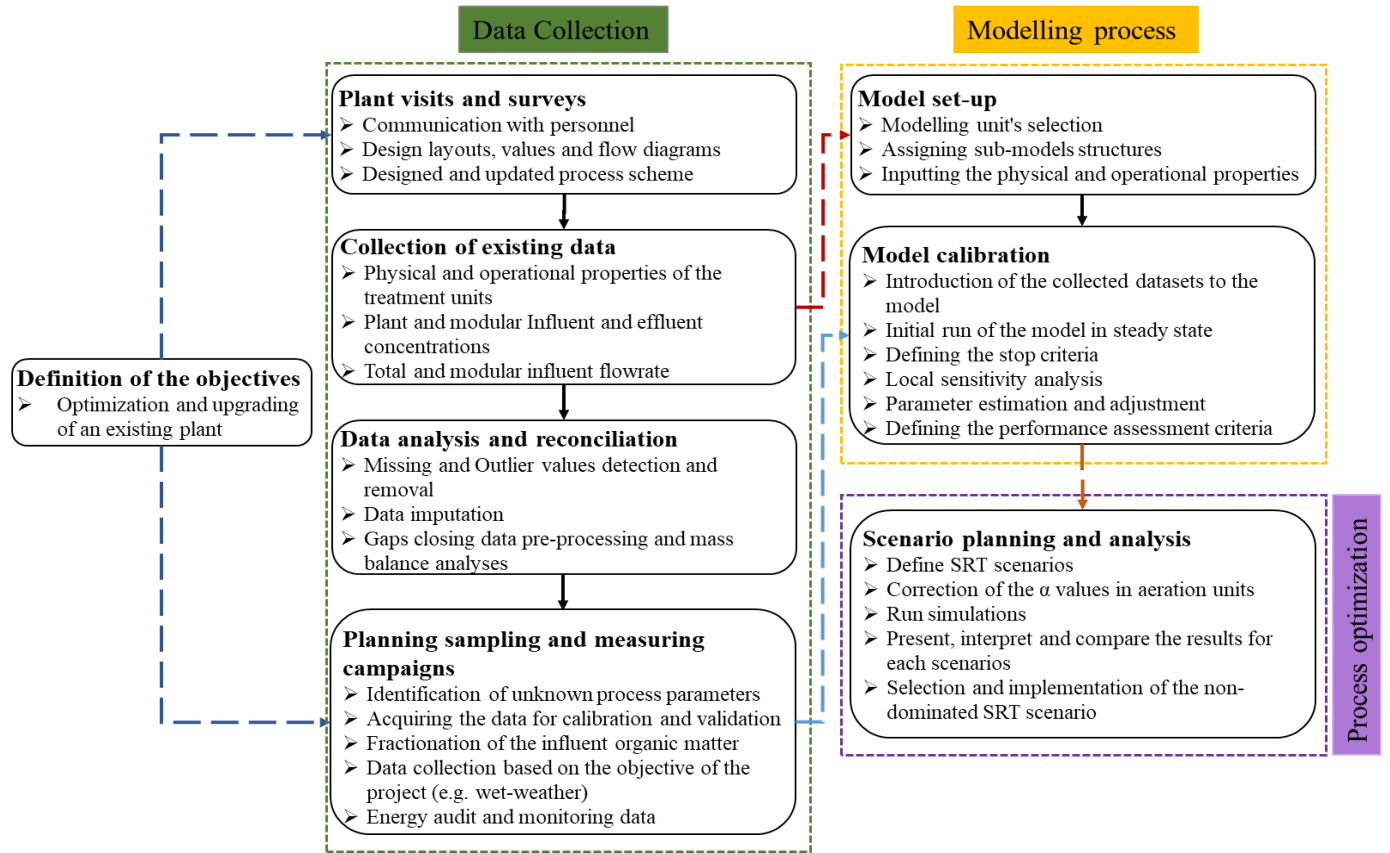 Data Collection
Modelling process
Definition of the objectives
➢ Optimization and upgrading
of an existing plant
Plant visits and surveys
➢ Communication with personnel
➢ Design layouts, values and flow diagrams
➢ Designed and updated process scheme
Collection of existing data
➢ Physical and operational properties of the
treatment units
➢ Plant and modular Influent and effluent
concentrations
➢ Total and modular influent flowrate
Data analysis and reconciliation
➢ Missing and Outlier values detection and
removal
➢ Data imputation
➢ Gaps closing data pre-processing and mass
balance analyses
Planning sampling and measuring
campaigns
➢ Identification of unknown process parameters
➢ Acquiring the data for calibration and validation
➢ Fractionation of the influent organic matter
➢ Data collection based on the objective of the
project (e.g. wet-weather)
➢ Energy audit and monitoring data
Model set-up
➢ Modelling unit's selection
➢ Assigning sub-models structures
➢ Inputting the physical and operational properties
Model calibration
➢ Introduction of the collected datasets to the
model
➢ Initial run of the model in steady state
➢ Defining the stop criteria
➢ Local sensitivity analysis
➢ Parameter estimation and adjustment
➢ Defining the performance assessment criteria
Scenario planning and analysis
➢ Define SRT scenarios
➢ Correction of the α values in aeration units
➢ Run simulations
➢ Present, interpret and compare the results for
each scenarios
➢ Selection and implementation of the non-
dominated SRT scenario
Process optimization